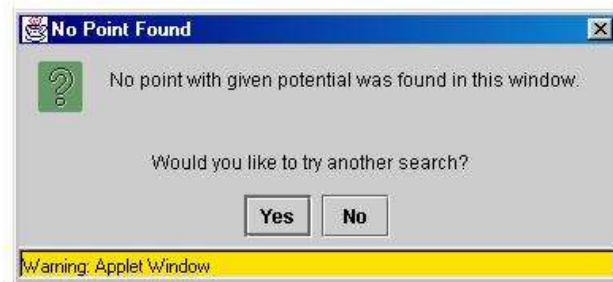 No Point Found
No point with given potential was found in this window.
Would you like to try another search?
Yes No
Warning: Applet Window